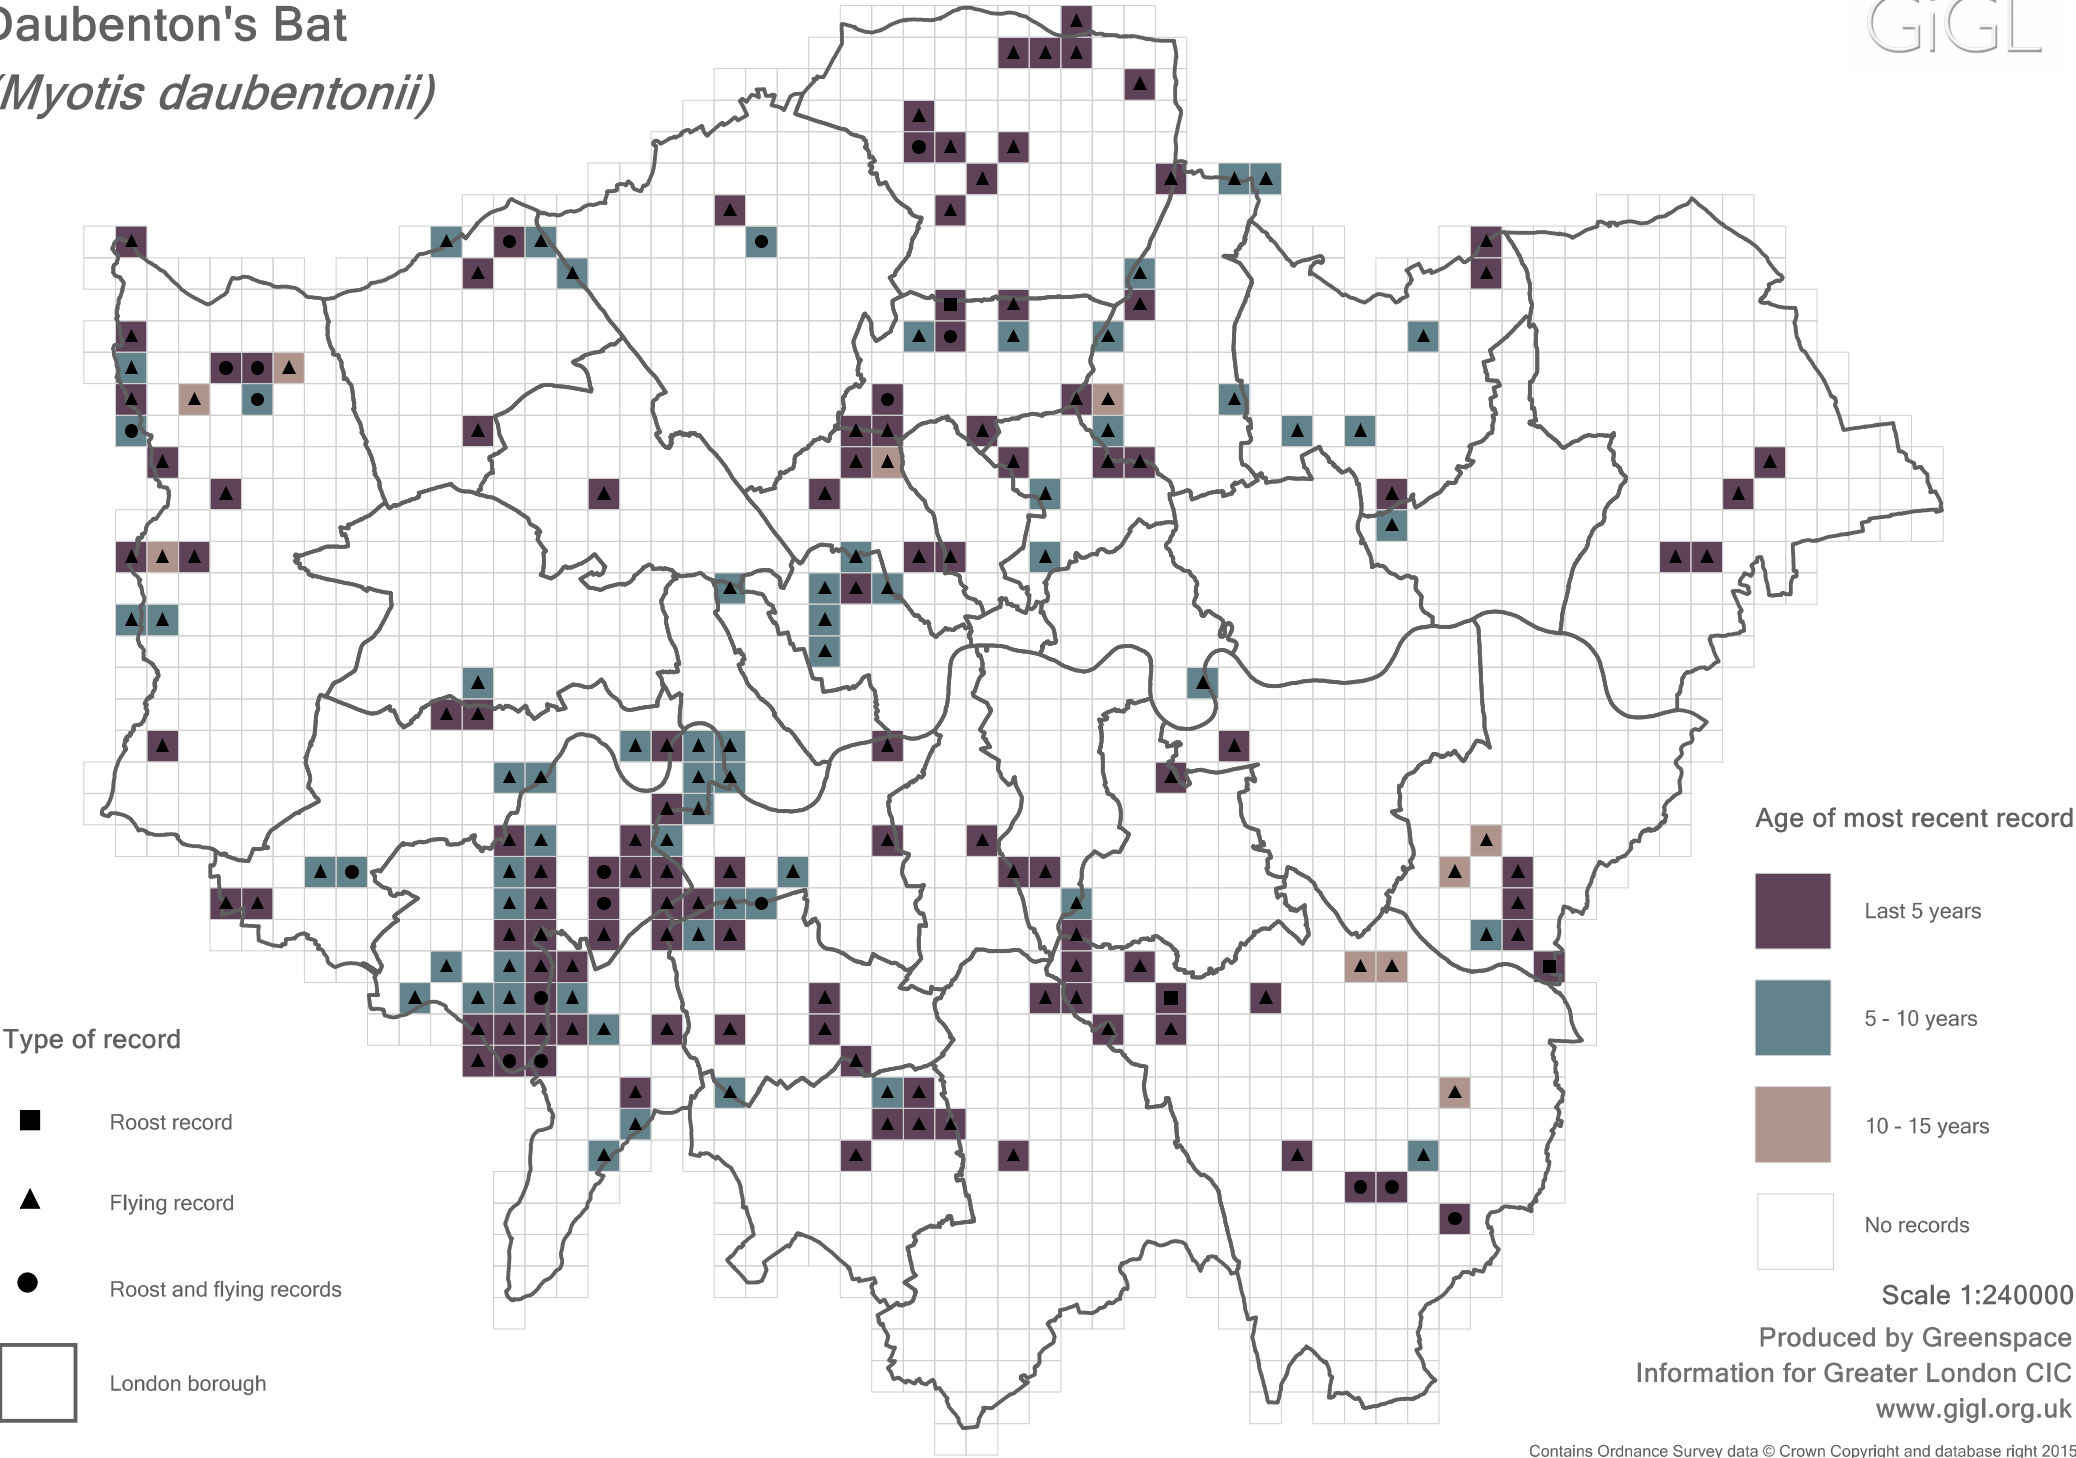 Daubenton's Bat
(Myotis daubentonii)
GiGL
Age of most recent record
Last 5 years
5 - 10 years
10 - 15 years
No records
Type of record
Roost record
Flying record
Roost and flying records
London borough
Scale 1:240000
Produced by Greenspace
Information for Greater London CIC
www.gigl.org.uk
Contains Ordnance Survey data © Crown Copyright and database right 2015